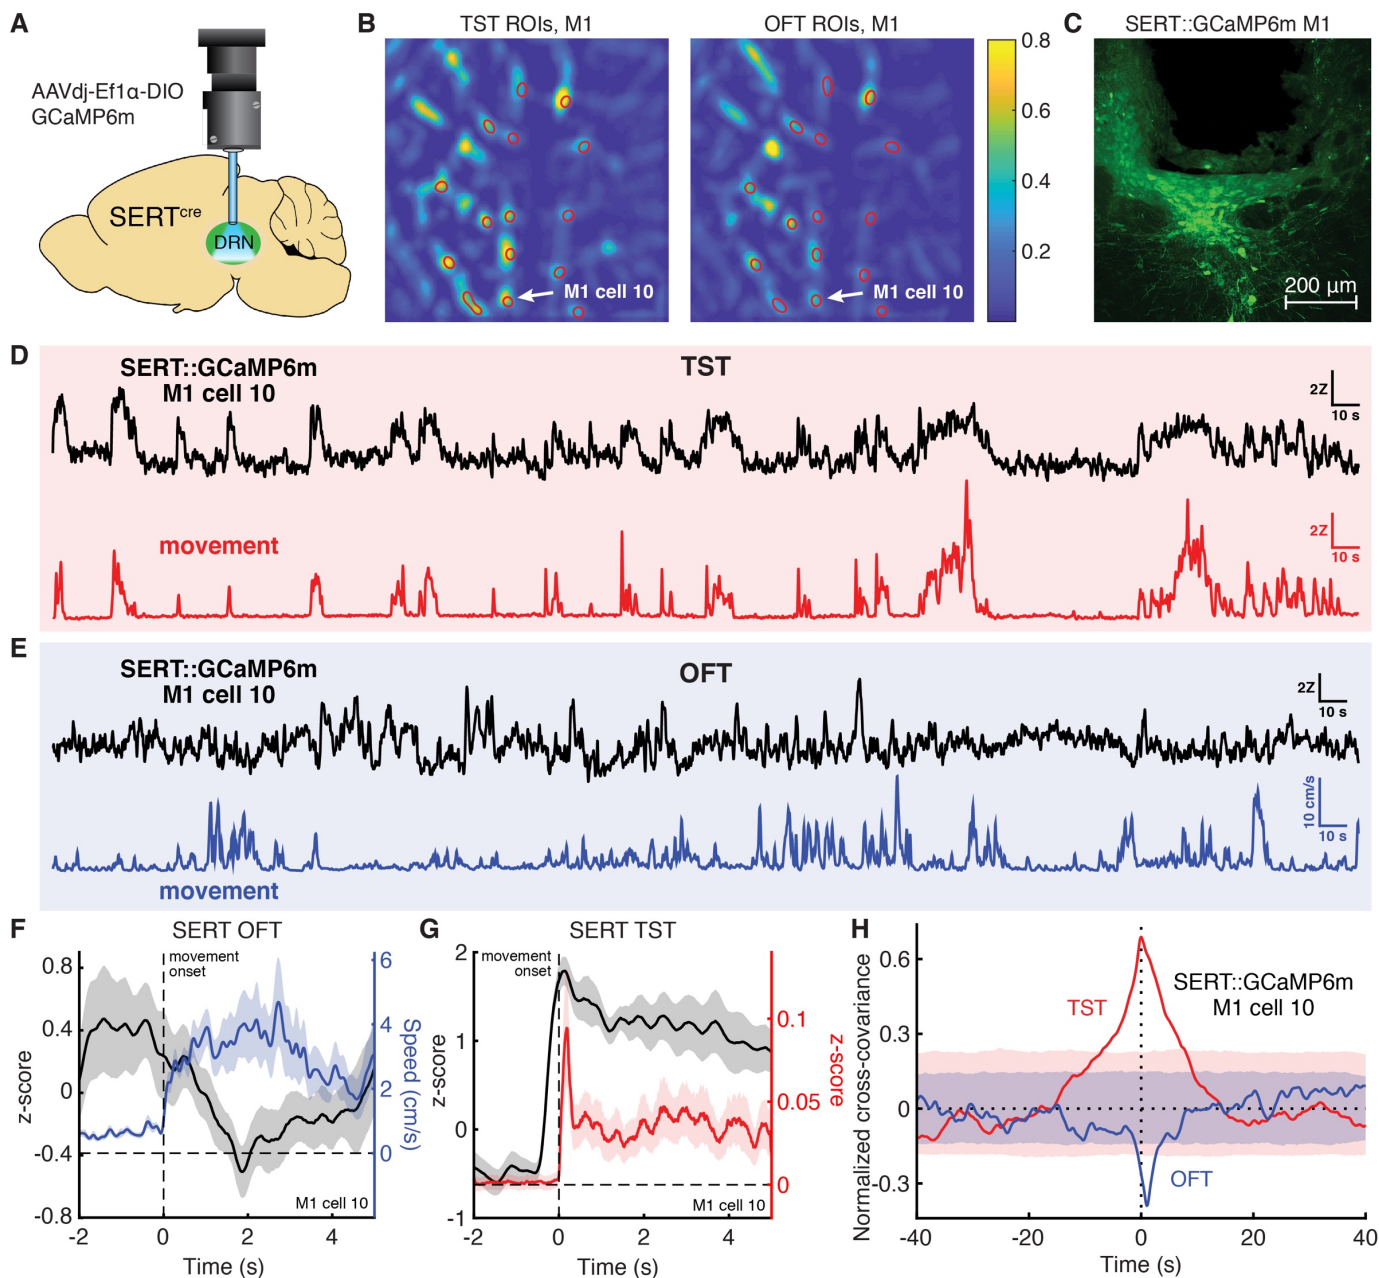 A
AAVdj-Ef1α-DIO
GCaMP6m
SERTcre
DRN
B
TST ROIs, M1
OFT ROIs, M1
M1 cell 10
M1 cell 10
0.8
0.6
0.4
0.2
C
SERT::GCaMP6m M1
200 µm
D
SERT::GCaMP6m
M1 cell 10
TST
2Z
10 s
movement
2Z
10 s
E
SERT::GCaMP6m
M1 cell 10
OFT
2Z
10 s
10 cm/s
10 s
movement
F
SERT OFT
movement
onset
z-score
0.8
0.4
0
-0.4
-0.8
6
4
2
0
Speed (cm/s)
M1 cell 10
-2
0
2
4
Time (s)
G
SERT TST
movement
onset
z-score
2
1
0
-1
0.1
0.05
0
z-score
M1 cell 10
-2
0
2
4
Time (s)
H
Normalized cross-covariance
0.6
0.3
0
-0.3
SERT::GCaMP6m
M1 cell 10
TST
OFT
-40
-20
0
20
40
Time (s)